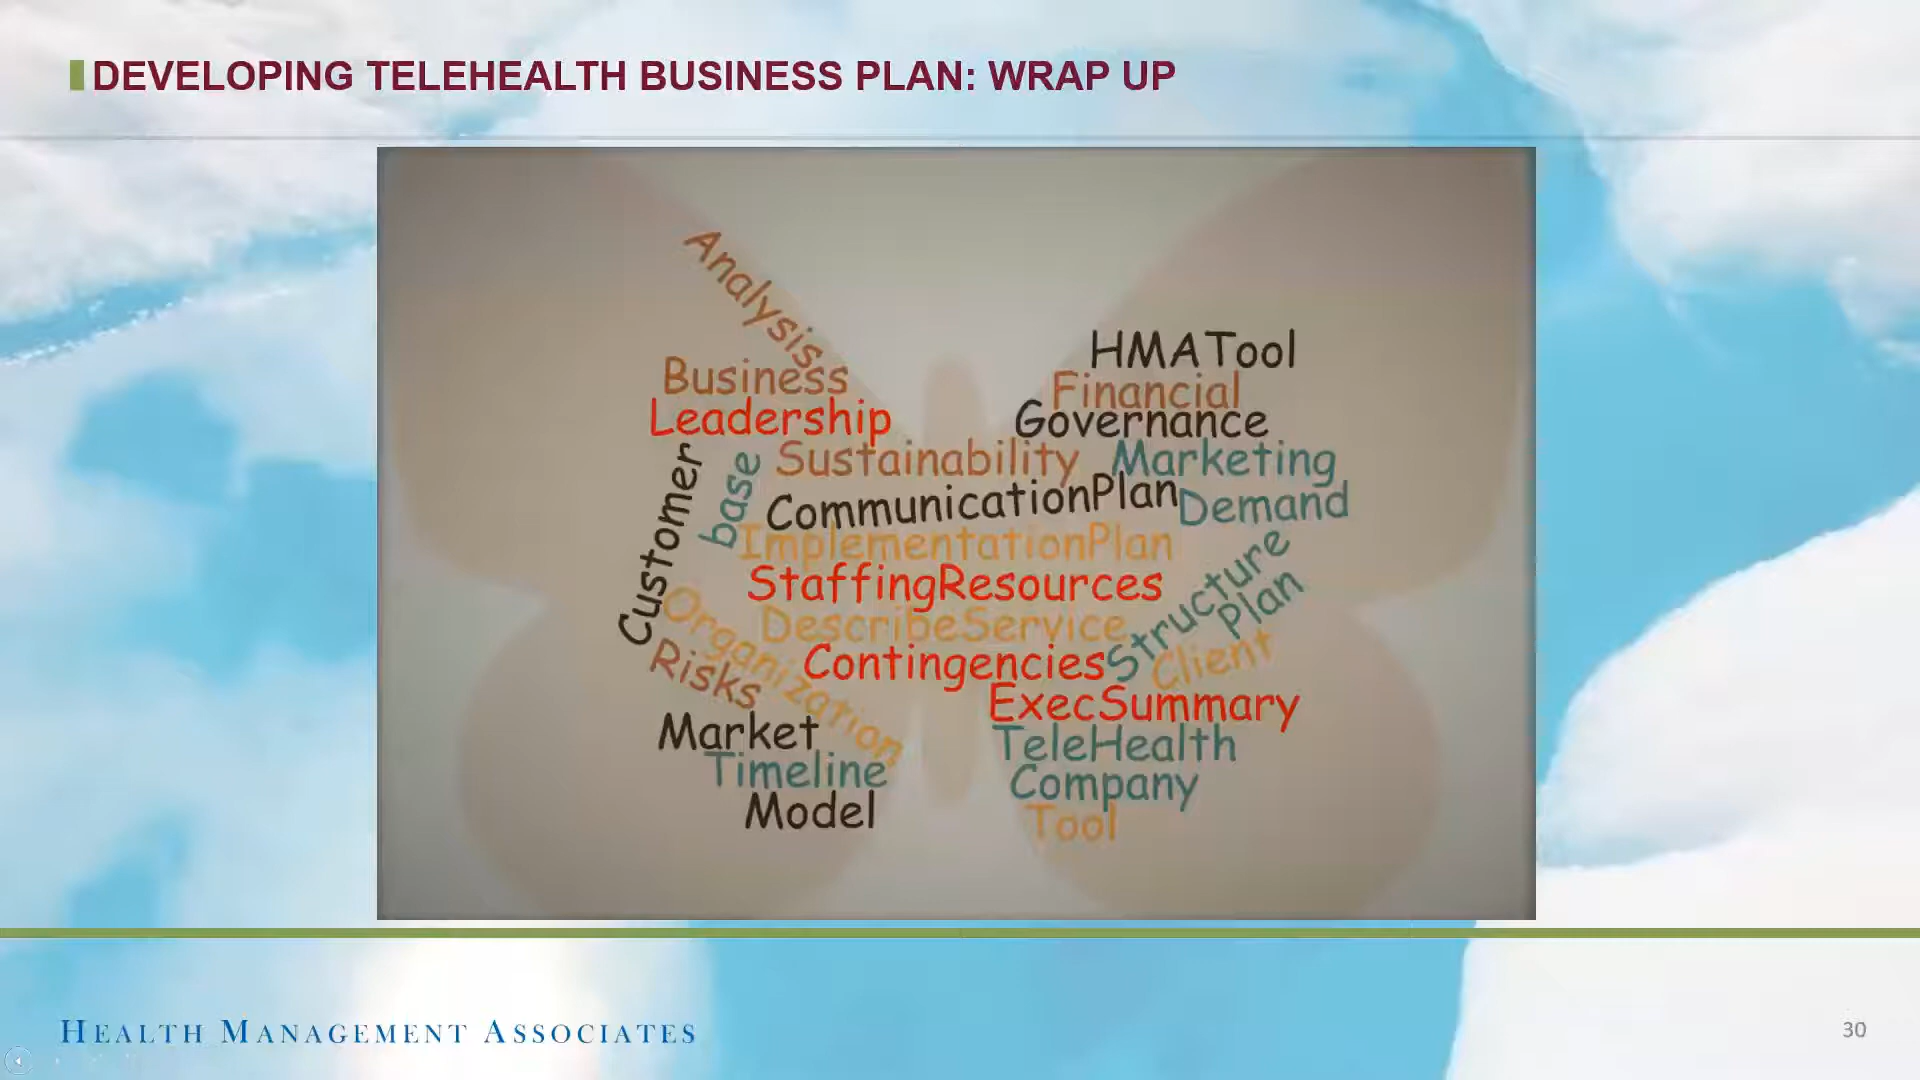 DEVELOPING TELEHEALTH BUSINESS PLAN: WRAP UP
Analysis
Business
Leadership
HMATool
Financial
Governance
Customer
base
Sustainability
Marketing
CommunicationPlan
Demand
ImplementationPlan
StaffingResources
Structure
Plan
DescribeService
Organization
Contingencies
Client
Risks
ExecSummary
Market
TeleHealth
Timeline
Company
Model
Tool
HEALTH MANAGEMENT ASSOCIATES
30